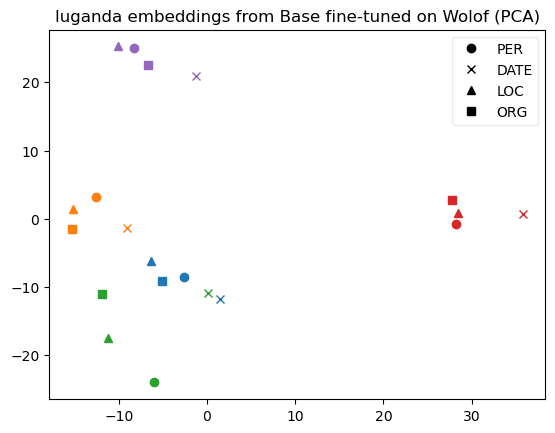 luganda embeddings from Base fine-tuned on Wolof (PCA)
PER
DATE
LOC
ORG
20
10
0
−10
−20
−10
0
10
20
30